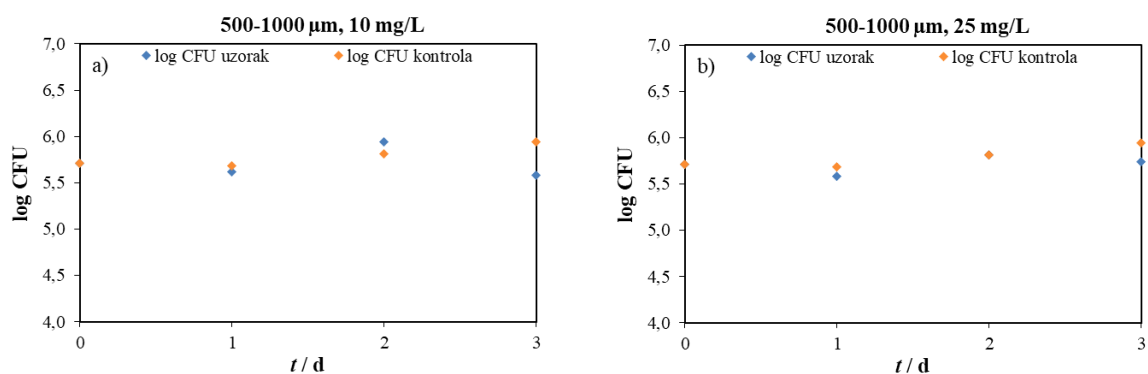 500-1000 µm, 10 mg/L
a)
log CFU uzorak
log CFU kontrola
7,0
6,5
6,0
5,5
5,0
4,5
4,0
log CFU
0
1
2
3
t / d
500-1000 µm, 25 mg/L
b)
log CFU uzorak
log CFU kontrola
7,0
6,5
6,0
5,5
5,0
4,5
4,0
log CFU
0
1
2
3
t / d